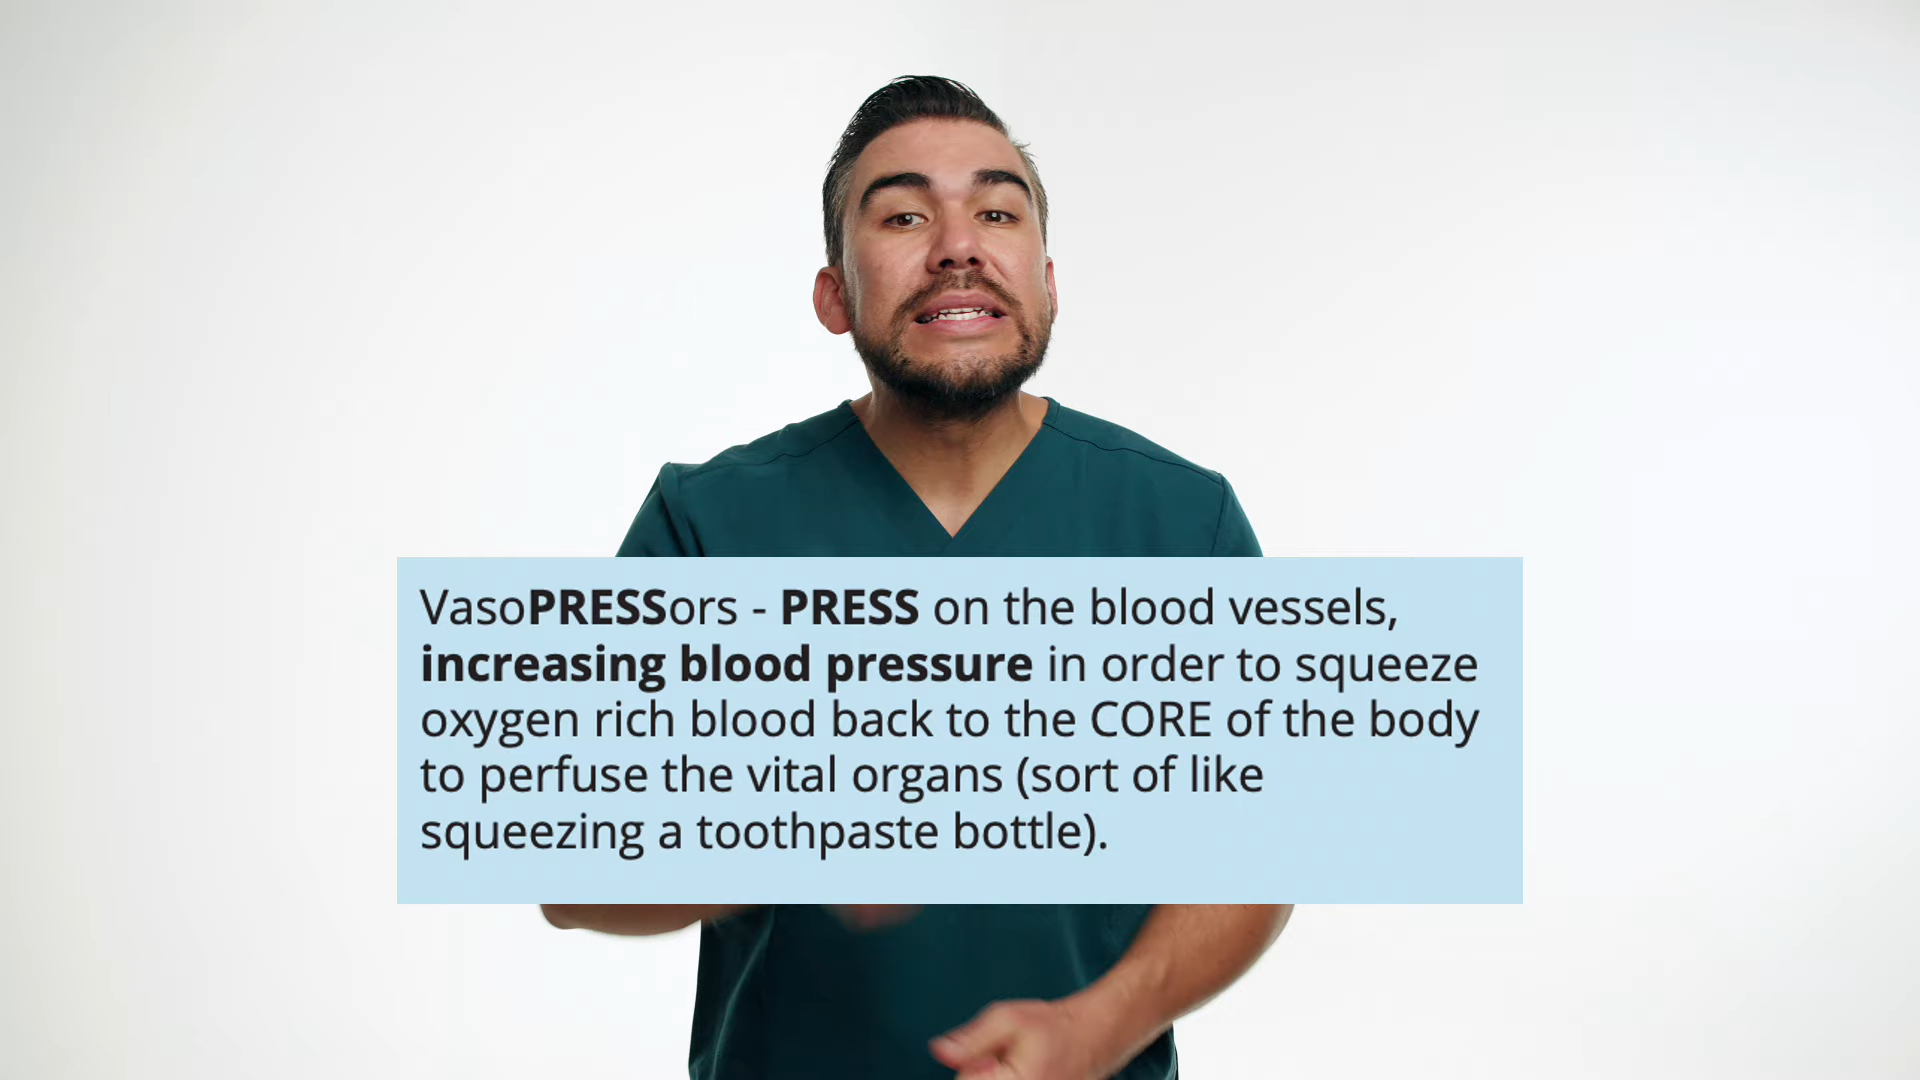 VasoPRESSors - PRESS on the blood vessels,
increasing blood pressure in order to squeeze
oxygen rich blood back to the CORE of the body
to perfuse the vital organs (sort of like
squeezing a toothpaste bottle).